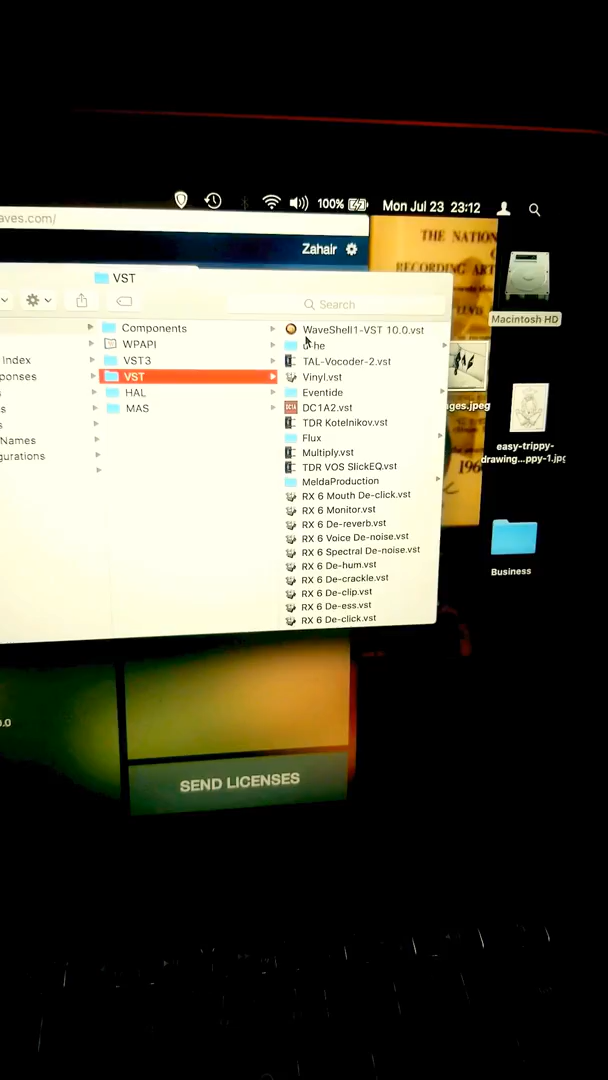 100%
Mon Jul 23 23:12
aves.com/
Zahair
THE NATION
RECORDING ART
VST
Search
Macintosh HD
Index
ponses
s
Names
gurations
Components
WPAPI
VST3
VST
HAL
MAS
WaveShell1-VST 10.0.vst
u-he
TAL-Vocoder-2.vst
Vinyl.vst
Eventide
DC1A2.vst
TDR Kotelnikov.vst
Flux
Multiply.vst
TDR VOS SlickEQ.vst
MeldaProduction
RX 6 Mouth De-click.vst
RX 6 Monitor.vst
RX 6 De-reverb.vst
RX 6 Voice De-noise.vst
RX 6 Spectral De-noise.vst
RX 6 De-hum.vst
RX 6 De-crackle.vst
RX 6 De-clip.vst
RX 6 De-ess.vst
RX 6 De-click.vst
ges.jpeg
196
easy-trippy-
drawing...ppy-1.jpg
Business
.0
SEND LICENSES